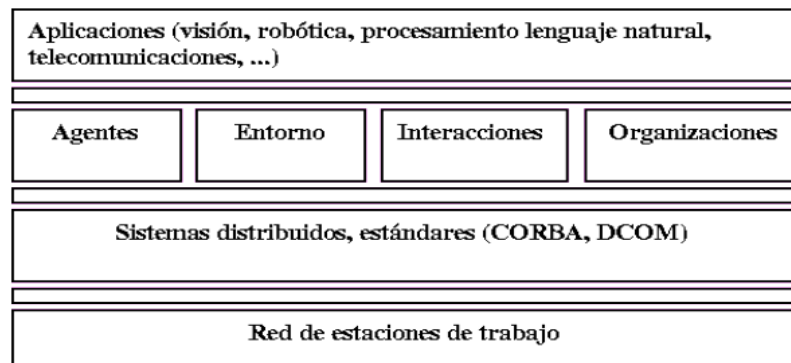 Aplicaciones (visión, robótica, procesamiento lenguaje natural,
telecomunicaciones, ...)
Agentes
Entorno
Interacciones
Organizaciones
Sistemas distribuidos, estándares (CORBA, DCOM)
Red de estaciones de trabajo